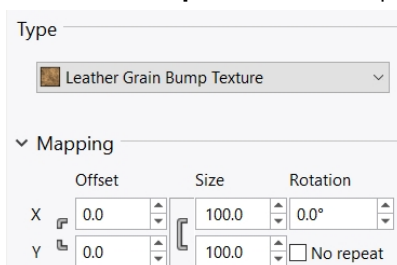 Type
Leather Grain Bump Texture
Mapping
Offset Size Rotation
X 0.0 100.0 0.0°
Y 0.0 100.0 No repeat